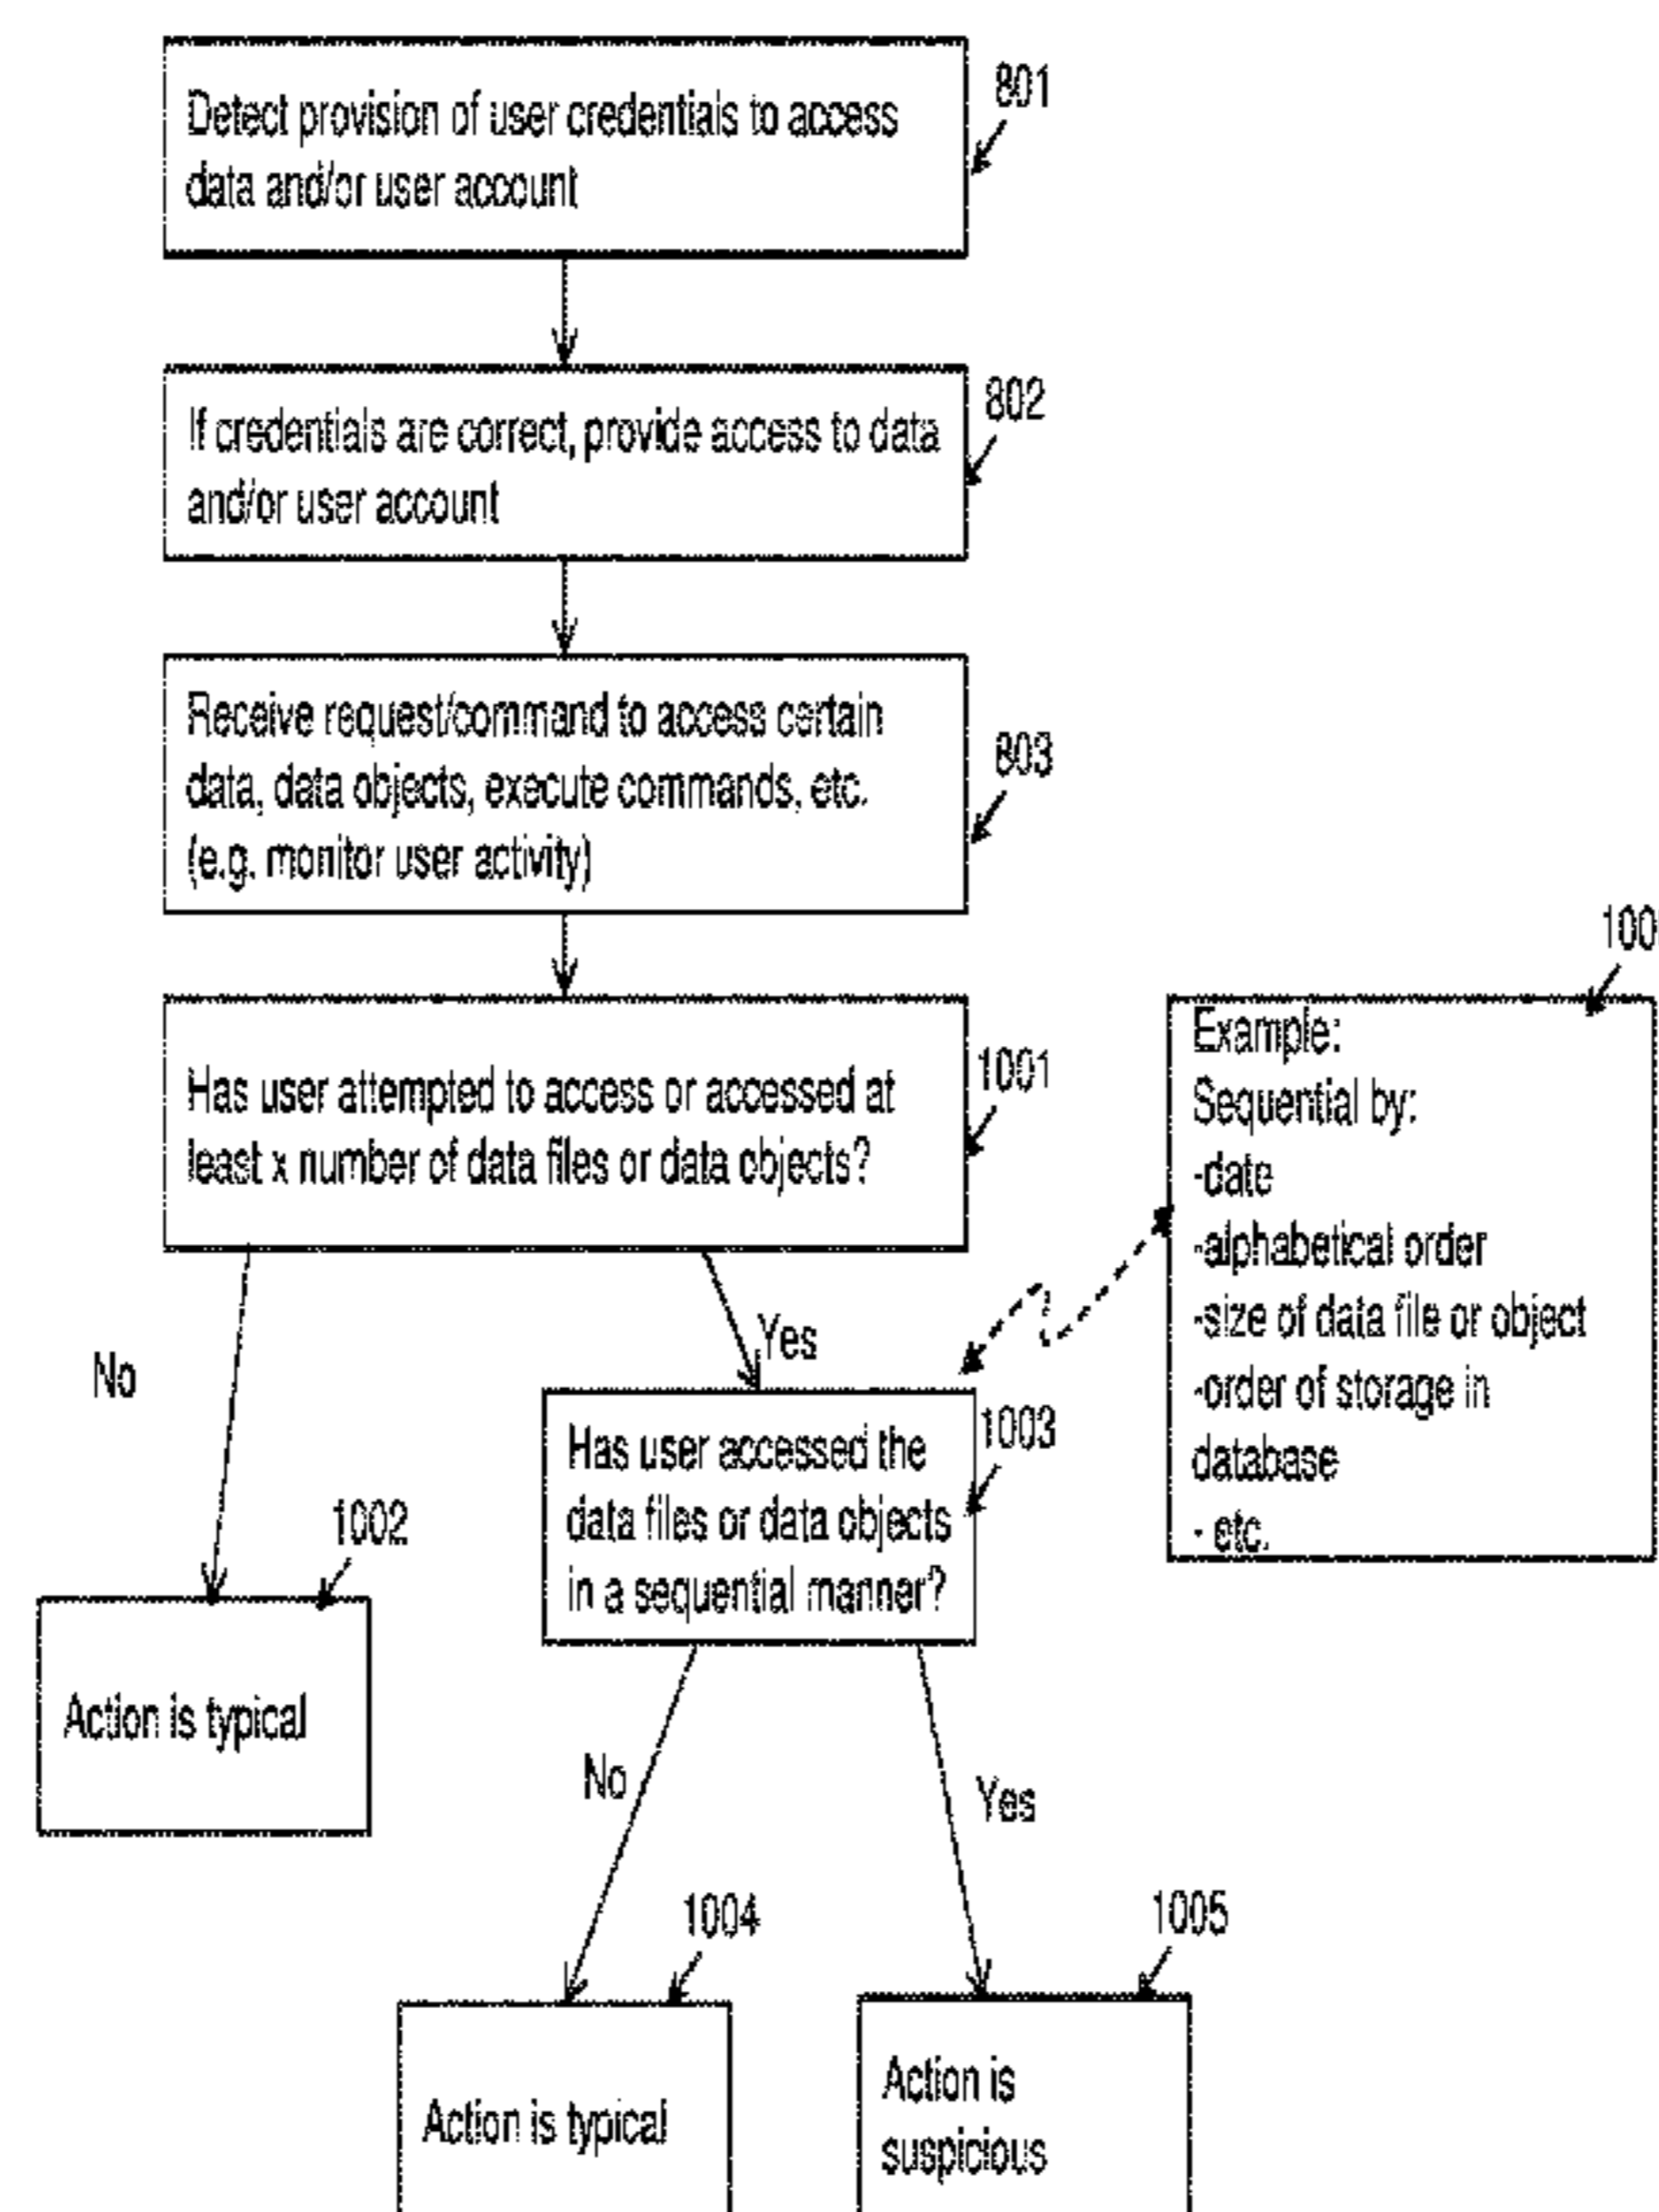 801
Detect provision of user credentials to access
data and/or user account
802
If credentials are correct, provide access to data
and/or user account
803
Receive request/command to access certain
data, data objects, execute commands, etc.
(e.g. monitor user activity)
1001
Has user attempted to access or accessed at
least x number of data files or data objects?
100
Example:
Sequential by:
-date
-alphabetical order
-size of data file or object
-order of storage in
database
- etc.
No
Yes
1003
Has user accessed the
data files or data objects
in a sequential manner?
1002
Action is typical
No
Yes
1004
Action is typical
1005
Action is
suspicious